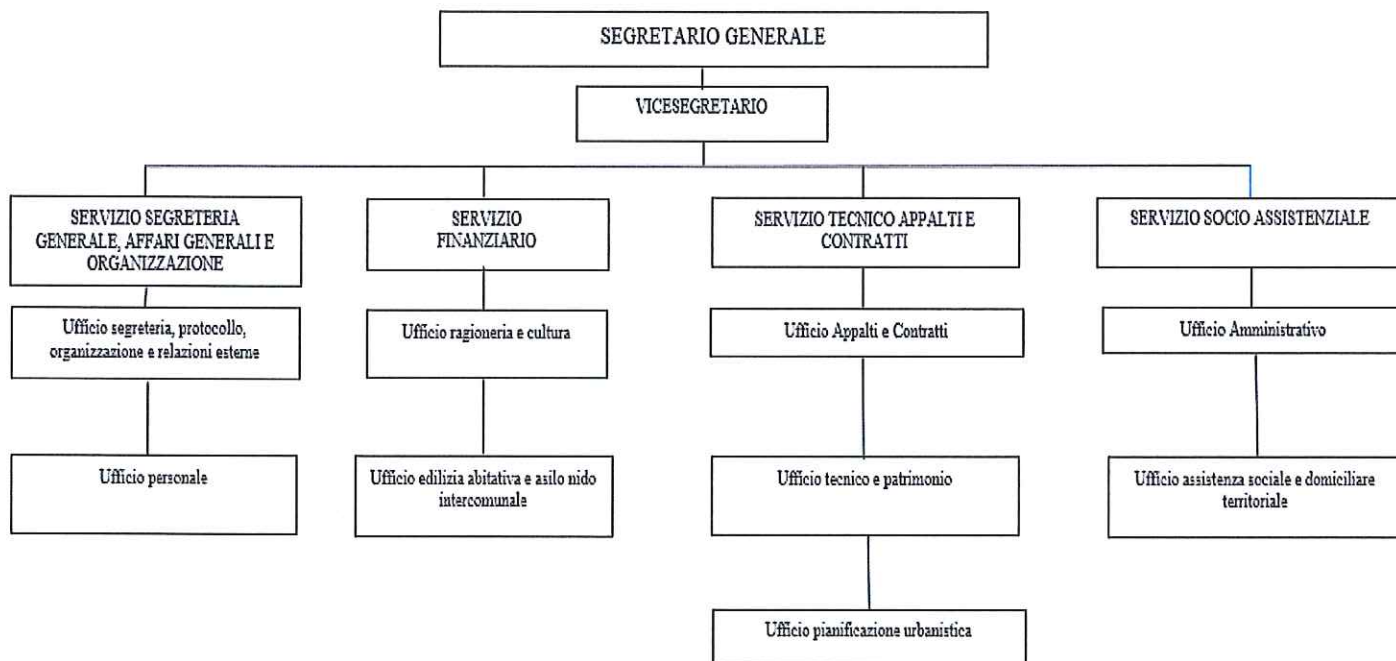 SEGRETARIO GENERALE
VICESEGRETARIO
SERVIZIO SEGRETERIA
GENERALE, AFFARI GENERALI E
ORGANIZZAZIONE
SERVIZIO
FINANZIARIO
SERVIZIO TECNICO APPALTI E
CONTRATTI
SERVIZIO SOCIO ASSISTENZIALE
Ufficio segreteria, protocollo,
organizzazione e relazioni esterne
Ufficio ragioneria e cultura
Ufficio Appalti e Contratti
Ufficio Amministrativo
Ufficio personale
Ufficio edilizia abitativa e asilo nido
intercomunale
Ufficio tecnico e patrimonio
Ufficio assistenza sociale e domiciliare
territoriale
Ufficio pianificazione urbanistica